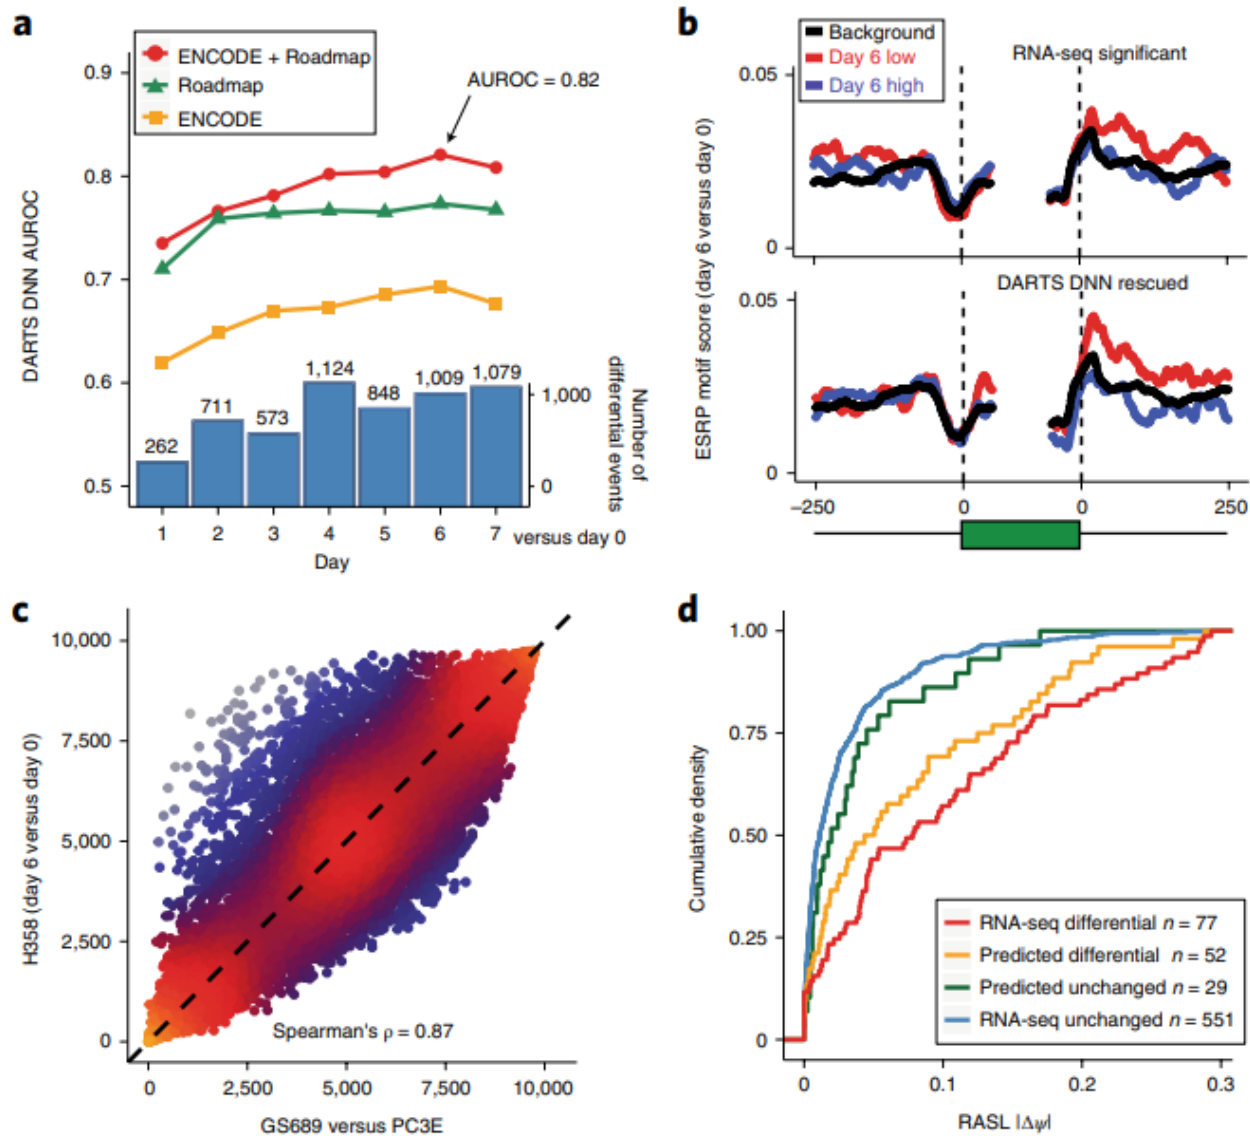 a
ENCODE + Roadmap
Roadmap
ENCODE
AUROC = 0.82
DARTS DNN AUROC
0.9
0.8
0.7
0.6
0.5
262
711
573
1,124
848
1,009
1,079
1,000
0
Number of
differential events
1 2 3 4 5 6 7 versus day 0
Day
b
Background
Day 6 low
Day 6 high
RNA-seq significant
ESRP motif score (day 6 versus day 0)
0.05
0
DARTS DNN rescued
0.05
0
–250 0 0 250
c
H358 (day 6 versus day 0)
10,000
7,500
5,000
2,500
0
Spearman's ρ = 0.87
0 2,500 5,000 7,500 10,000
GS689 versus PC3E
d
Cumulative density
1.00
0.75
0.50
0.25
0
RNA-seq differential n = 77
Predicted differential n = 52
Predicted unchanged n = 29
RNA-seq unchanged n = 551
0 0.1 0.2 0.3
RASL |Δψ|